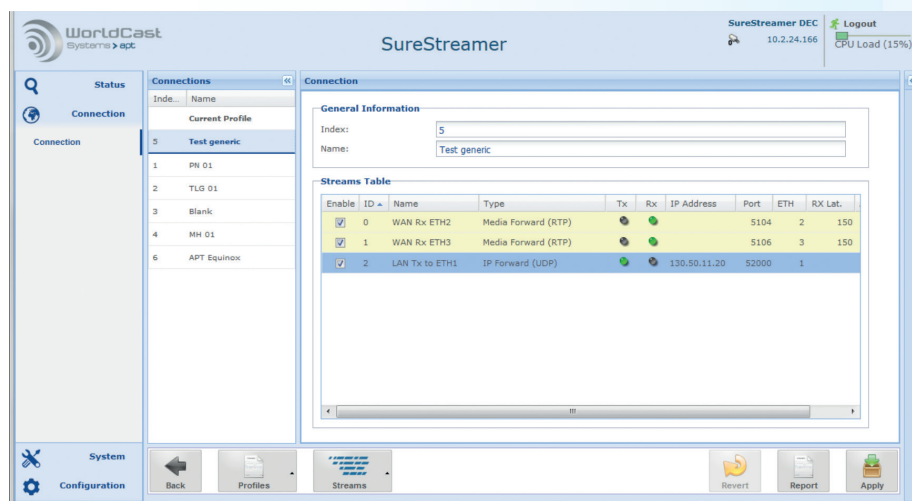 WorldCast
Systems > apt
SureStreamer
SureStreamer DEC
10.2.24.166
Logout
CPU Load (15%)
Status
Connection
Connection
System
Configuration
Connections
Inde... Name
Current Profile
5 Test generic
1 PN 01
2 TLG 01
3 Blank
4 MH 01
6 APT Equinox
Connection
General Information
Index: 5
Name: Test generic
Streams Table
Enable ID Name Type Tx Rx IP Address Port ETH RX Lat.
0 WAN Rx ETH2 Media Forward (RTP) 5104 2 150
1 WAN Rx ETH3 Media Forward (RTP) 5106 3 150
2 LAN Tx to ETH1 IP Forward (UDP) 130.50.11.20 52000 1
Back Profiles Streams Revert Report Apply